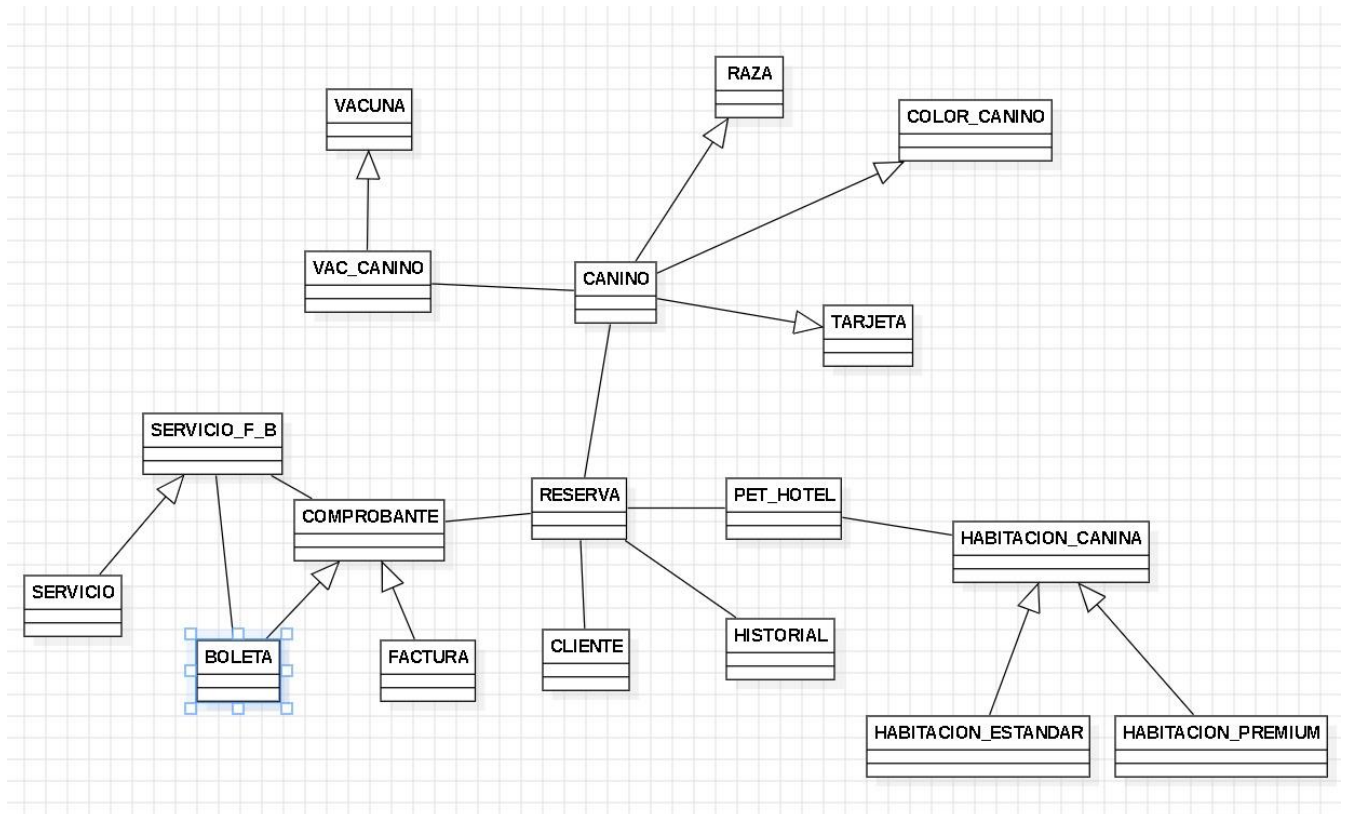 RAZA
VACUNA
COLOR_CANINO
VAC_CANINO
CANINO
TARJETA
SERVICIO_F_B
RESERVA
PET_HOTEL
COMPROBANTE
HABITACION_CANINA
SERVICIO
BOLETA
FACTURA
CLIENTE
HISTORIAL
HABITACION_ESTANDAR
HABITACION_PREMIUM